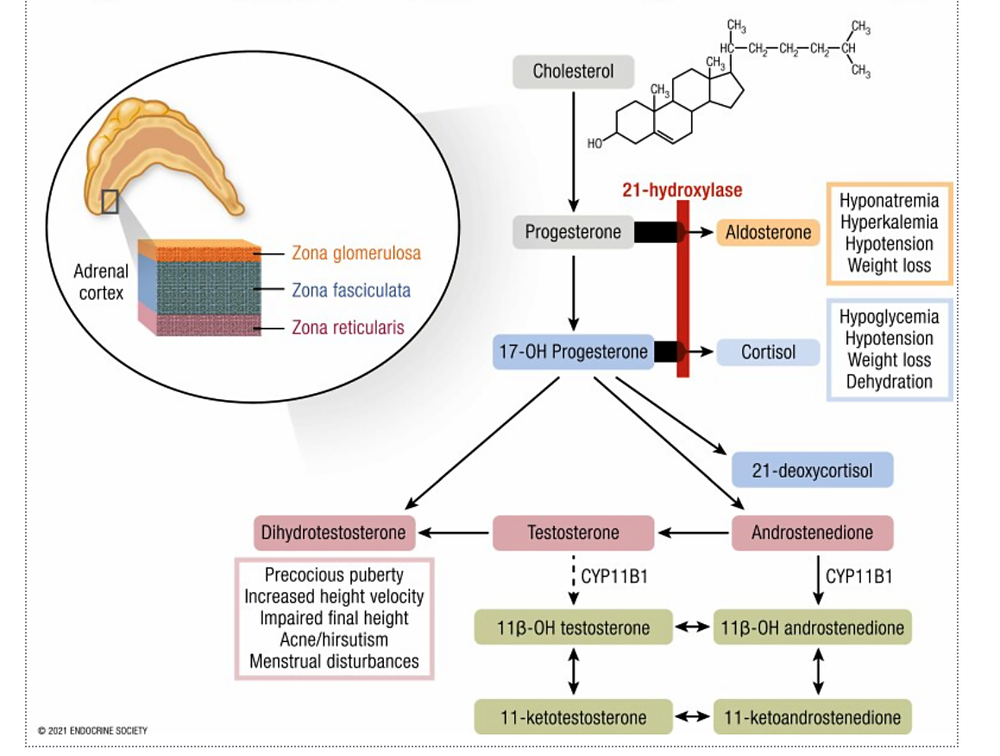 CH3
HC—CH2—CH2—CH2—CH
CH3
CH3
CH3
CH3
HO
Cholesterol
21-hydroxylase
Progesterone
Aldosterone
Hyponatremia
Hyperkalemia
Hypotension
Weight loss
Adrenal
cortex
Zona glomerulosa
Zona fasciculata
Zona reticularis
17-OH Progesterone
Cortisol
Hypoglycemia
Hypotension
Weight loss
Dehydration
21-deoxycortisol
Dihydrotestosterone
Testosterone
Androstenedione
Precocious puberty
Increased height velocity
Impaired final height
Acne/hirsutism
Menstrual disturbances
CYP11B1
CYP11B1
11β-OH testosterone
11β-OH androstenedione
11-ketotestosterone
11-ketoandrostenedione
© 2021 ENDOCRINE SOCIETY